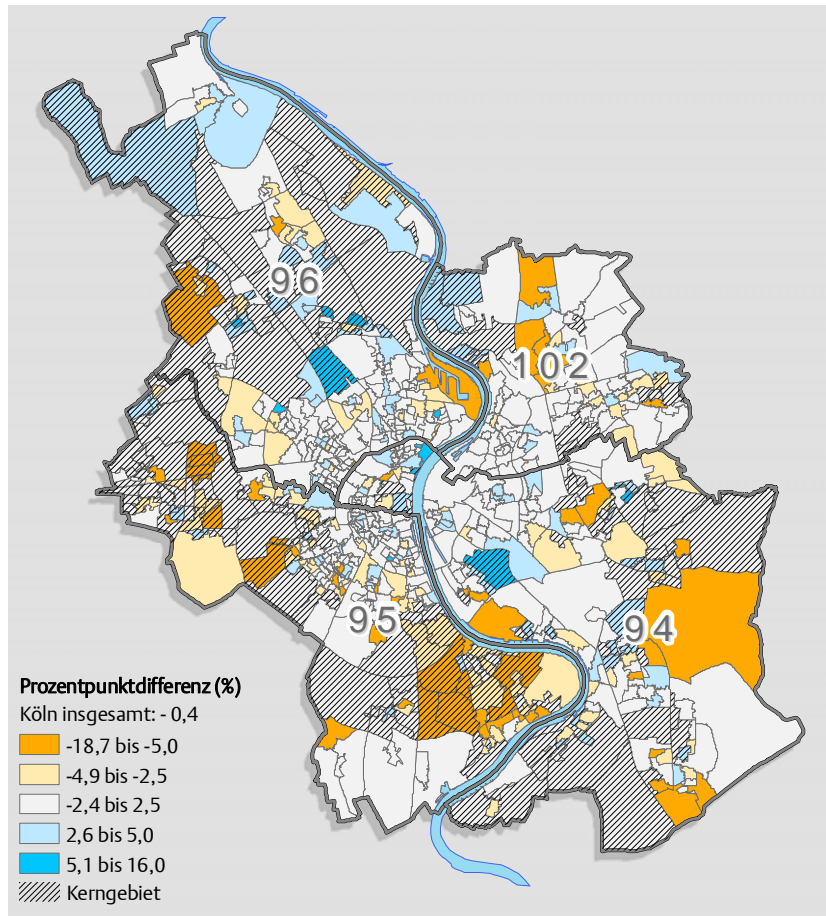 96
102
95
94
Prozentpunktdifferenz (%)
Köln insgesamt: - 0,4
-18,7 bis -5,0
-4,9 bis -2,5
-2,4 bis 2,5
2,6 bis 5,0
5,1 bis 16,0
Kerngebiet